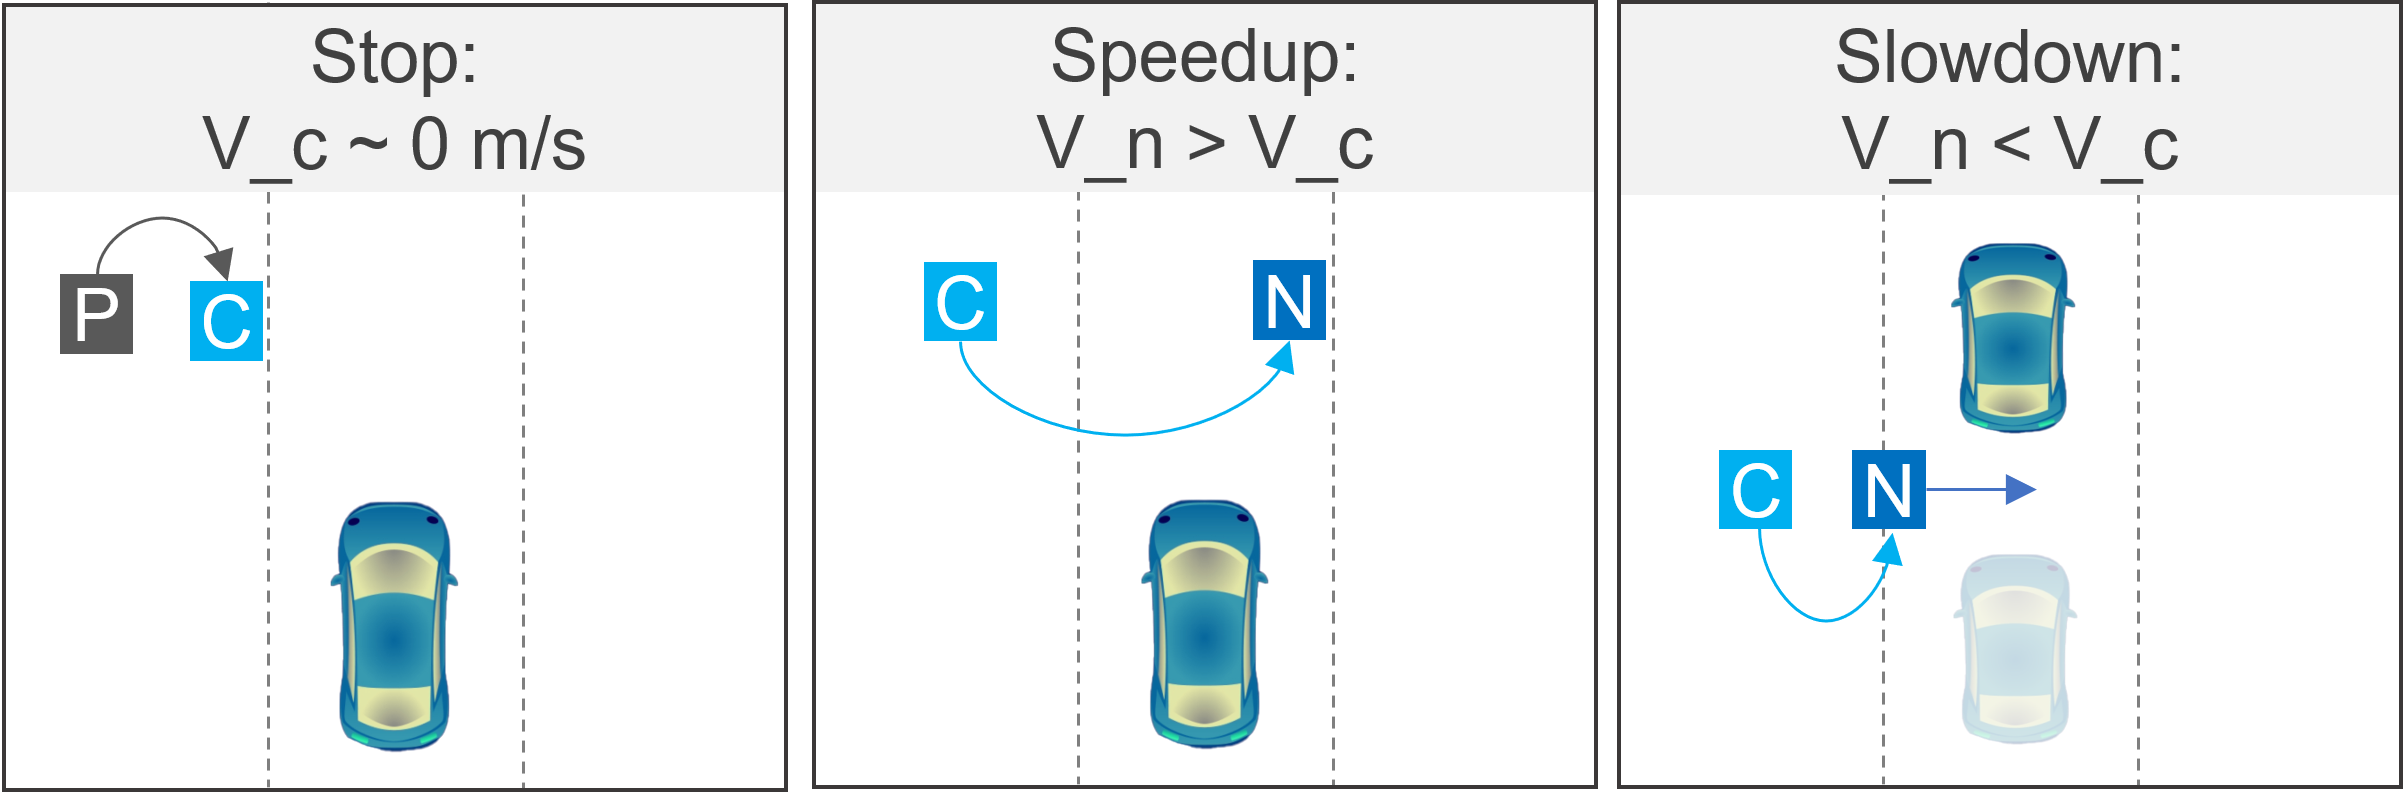 Stop:
V_c ~ 0 m/s
P
C
Speedup:
V_n > V_c
C
N
Slowdown:
V_n < V_c
C
N